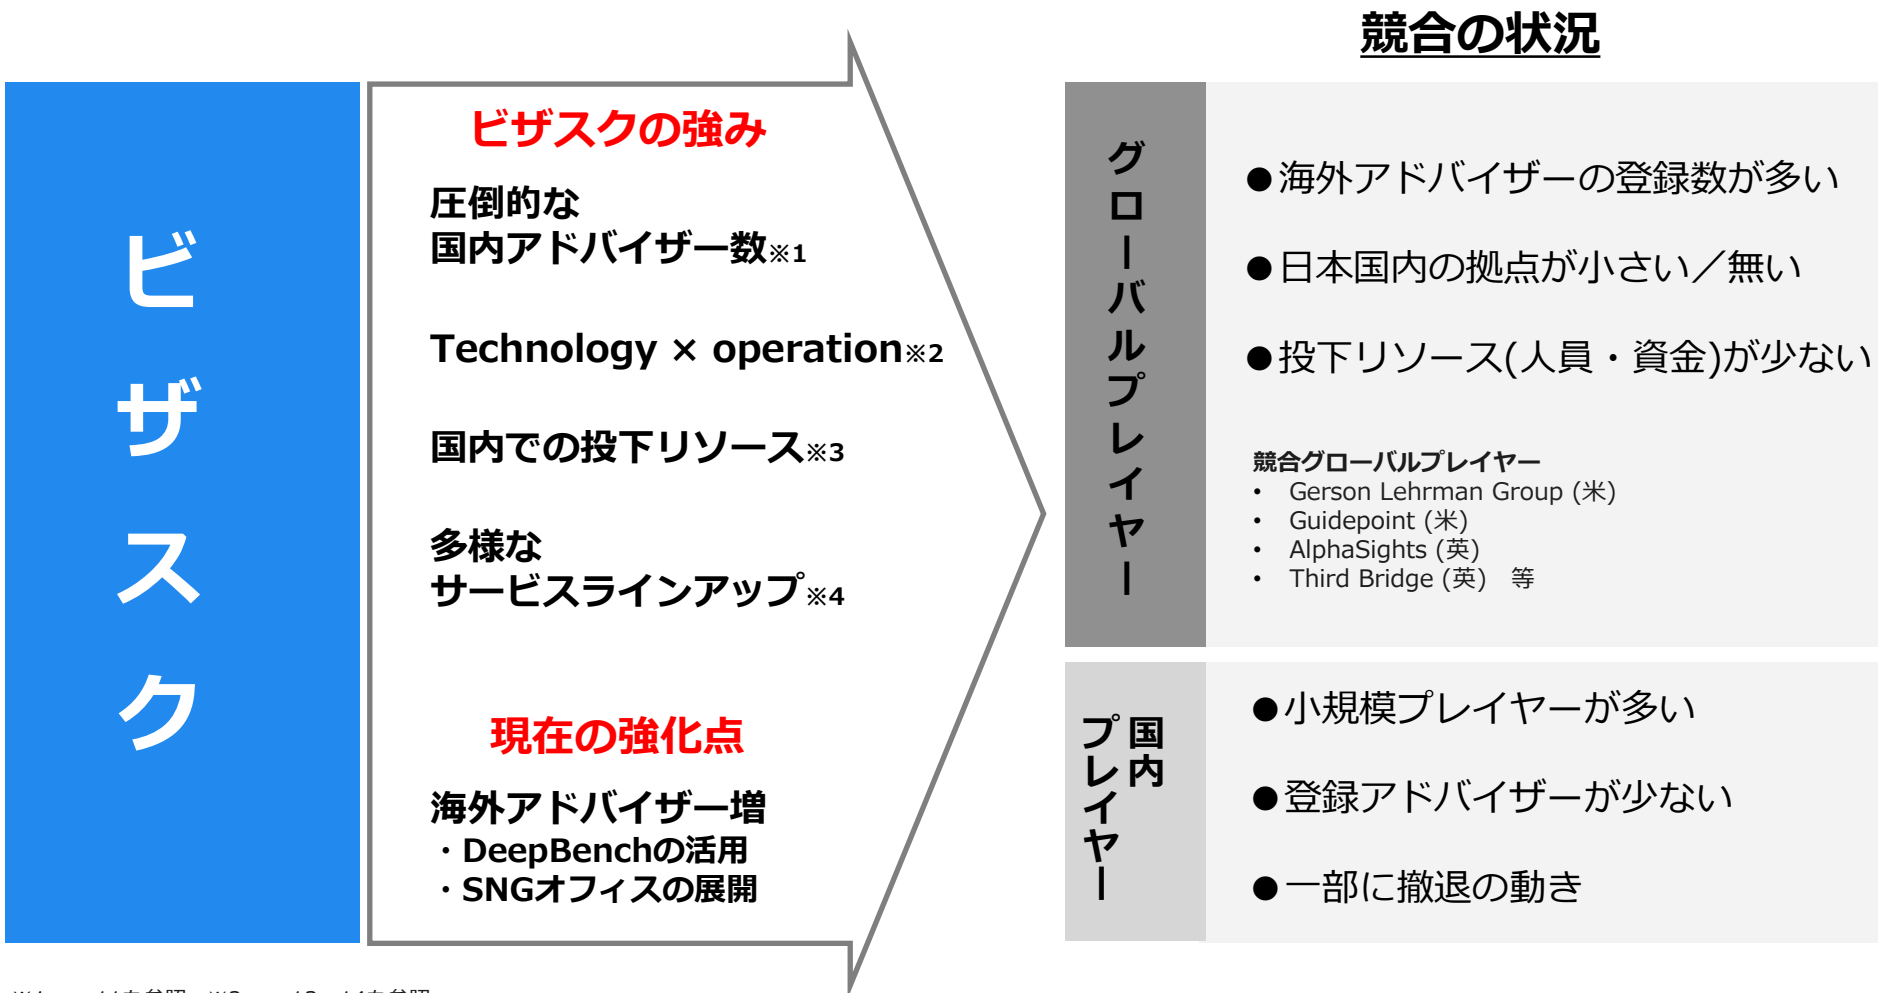 競合の状況
ビザスク
ビザスクの強み
圧倒的な
国内アドバイザー数※1
Technology × operation※2
国内での投下リソース※3
多様な
サービスラインアップ※4
現在の強化点
海外アドバイザー増
・DeepBenchの活用
・SNGオフィスの展開
グローバルプレイヤー
●海外アドバイザーの登録数が多い
●日本国内の拠点が小さい／無い
●投下リソース(人員・資金)が少ない
競合グローバルプレイヤー
• Gerson Lehrman Group (米)
• Guidepoint (米)
• AlphaSights (英)
• Third Bridge (英)　等
国内
プレイヤー
●小規模プレイヤーが多い
●登録アドバイザーが少ない
●一部に撤退の動き